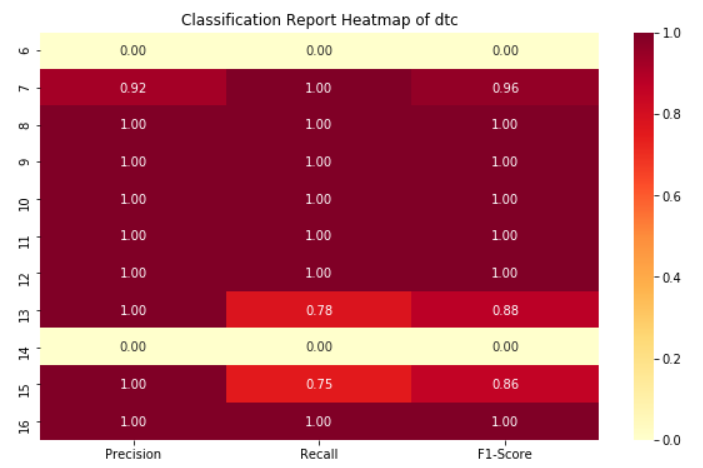 Classification Report Heatmap of dtc
6 0.00 0.00 0.00
7 0.92 1.00 0.96
8 1.00 1.00 1.00
9 1.00 1.00 1.00
10 1.00 1.00 1.00
11 1.00 1.00 1.00
12 1.00 1.00 1.00
13 1.00 0.78 0.88
14 0.00 0.00 0.00
15 1.00 0.75 0.86
16 1.00 1.00 1.00
Precision Recall F1-Score
1.0
0.8
0.6
0.4
0.2
0.0